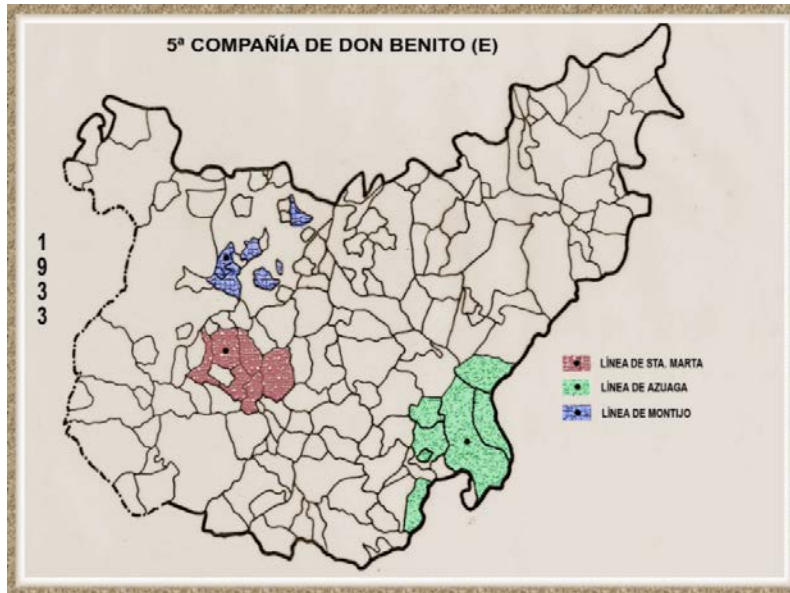 5ª COMPAÑÍA DE DON BENITO (E)
1
9
3
3
LÍNEA DE STA. MARTA
LÍNEA DE AZUAGA
LÍNEA DE MONTIJO